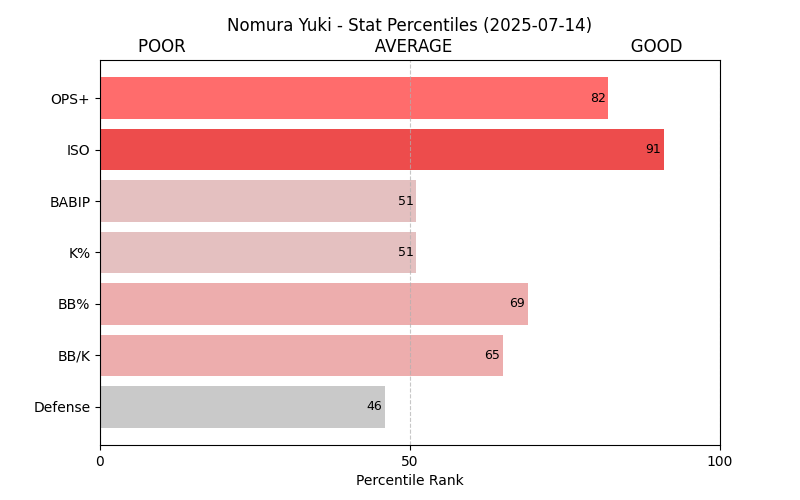 Nomura Yuki - Stat Percentiles (2025-07-14)
POOR AVERAGE GOOD
OPS+ 82
ISO 91
BABIP 51
K% 51
BB% 69
BB/K 65
Defense 46
0 50 100
Percentile Rank